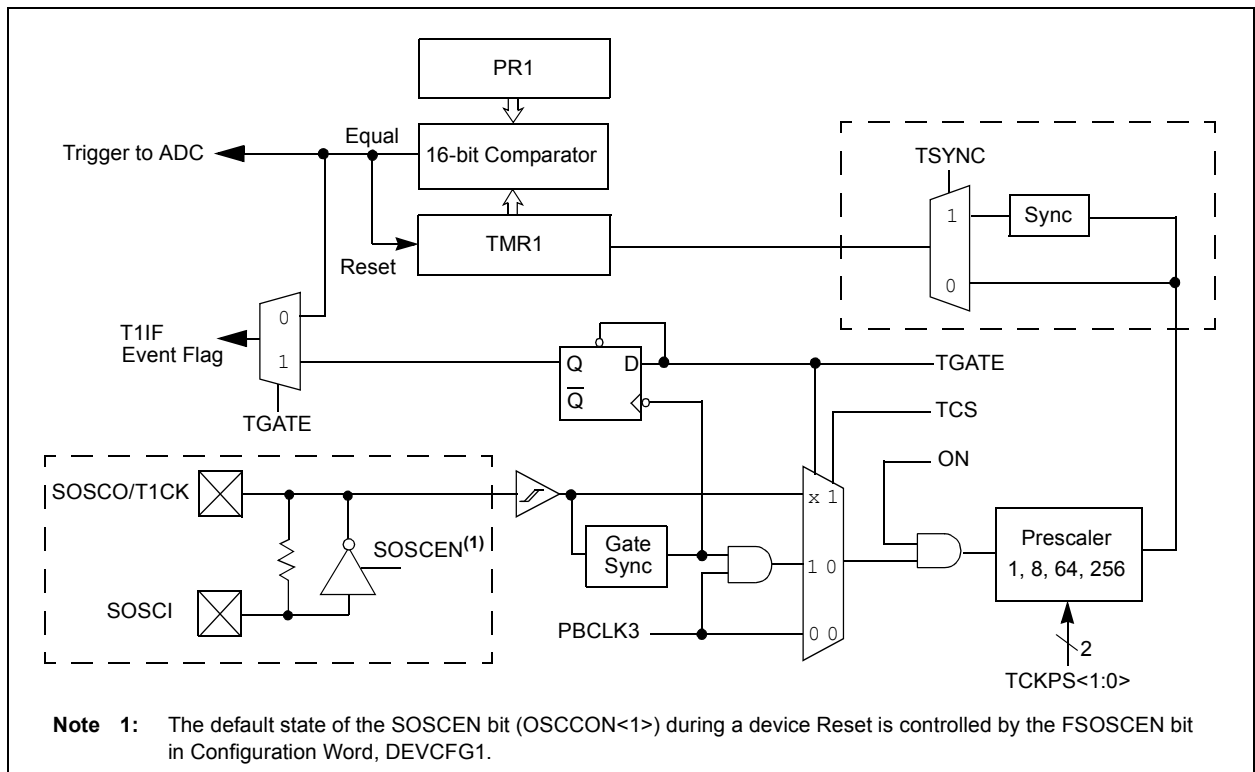 PR1
Equal
Trigger to ADC
16-bit Comparator
TSYNC
1
Sync
TMR1
Reset
0
0
T1IF
Event Flag
1
Q
D
Q
TGATE
TGATE
TCS
ON
SOSCO/T1CK
x 1
SOSCEN(1)
Gate
Sync
1 0
Prescaler
1, 8, 64, 256
SOSCI
PBCLK3
0 0
2
TCKPS<1:0>
Note 1: The default state of the SOSCEN bit (OSCCON<1>) during a device Reset is controlled by the FSOSCEN bit
in Configuration Word, DEVCFG1.